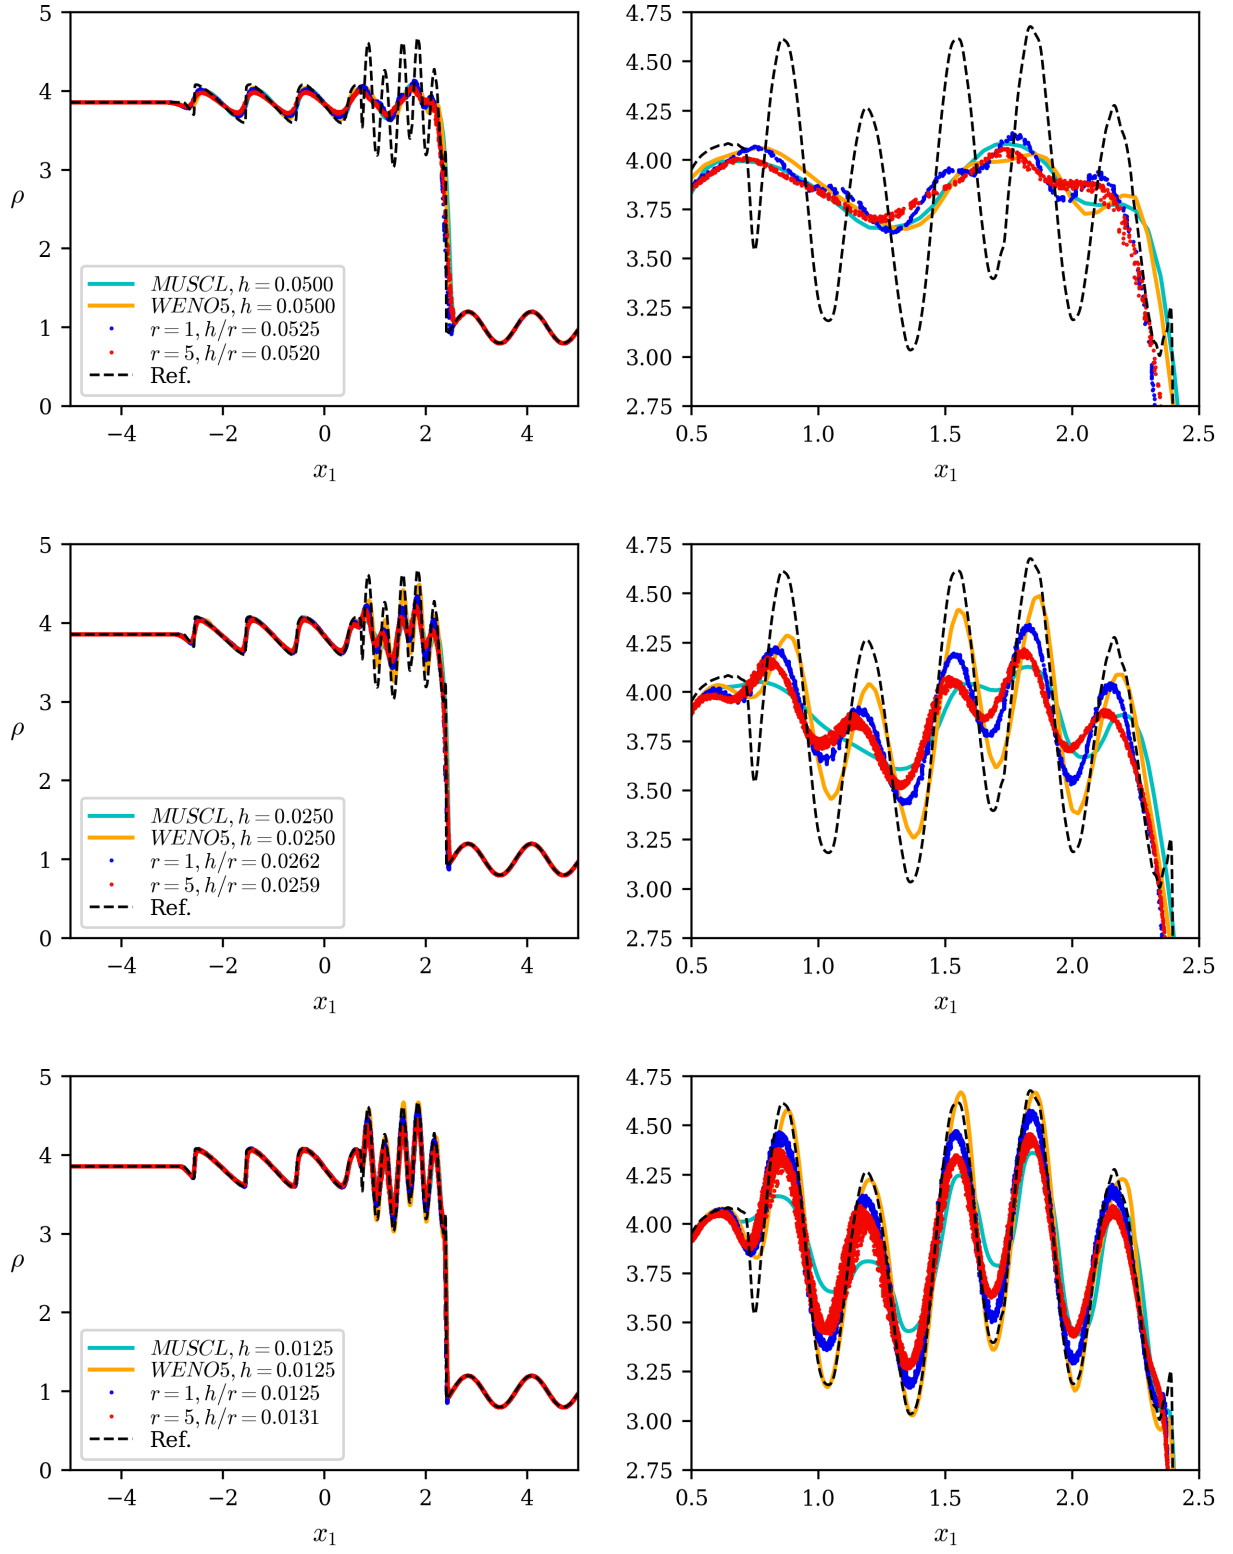 5
4
3
2
1
0
ρ
MUSCL, h = 0.0500
WENO5, h = 0.0500
r = 1, h/r = 0.0525
r = 5, h/r = 0.0520
Ref.
−4 −2 0 2 4
x₁
4.75
4.50
4.25
4.00
3.75
3.50
3.25
3.00
2.75
0.5 1.0 1.5 2.0 2.5
x₁
5
4
3
2
1
0
ρ
MUSCL, h = 0.0250
WENO5, h = 0.0250
r = 1, h/r = 0.0262
r = 5, h/r = 0.0259
Ref.
−4 −2 0 2 4
x₁
4.75
4.50
4.25
4.00
3.75
3.50
3.25
3.00
2.75
0.5 1.0 1.5 2.0 2.5
x₁
5
4
3
2
1
0
ρ
MUSCL, h = 0.0125
WENO5, h = 0.0125
r = 1, h/r = 0.0125
r = 5, h/r = 0.0131
Ref.
−4 −2 0 2 4
x₁
4.75
4.50
4.25
4.00
3.75
3.50
3.25
3.00
2.75
0.5 1.0 1.5 2.0 2.5
x₁